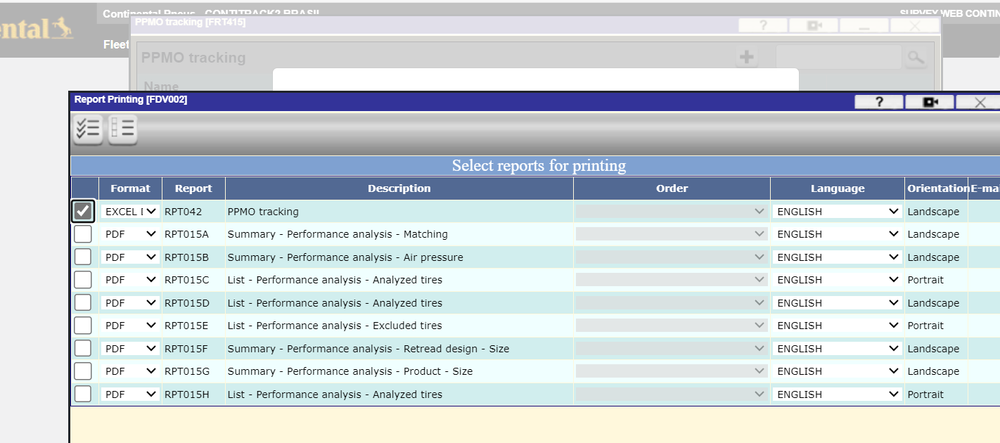 Continental Pneus - CONTITRACK2 BRASIL
SURVEY WEB CONTIN
ental
PPMO tracking [FRT415]
?
Fleet
PPMO tracking
Name
Report Printing [FDV002]
?
Select reports for printing
Format Report Description Order Language Orientation E-mai
EXCEL RPT042 PPMO tracking ENGLISH Landscape
PDF RPT015A Summary - Performance analysis - Matching ENGLISH Landscape
PDF RPT015B Summary - Performance analysis - Air pressure ENGLISH Landscape
PDF RPT015C List - Performance analysis - Analyzed tires ENGLISH Portrait
PDF RPT015D List - Performance analysis - Analyzed tires ENGLISH Landscape
PDF RPT015E List - Performance analysis - Excluded tires ENGLISH Portrait
PDF RPT015F Summary - Performance analysis - Retread design - Size ENGLISH Landscape
PDF RPT015G Summary - Performance analysis - Product - Size ENGLISH Landscape
PDF RPT015H List - Performance analysis - Analyzed tires ENGLISH Portrait